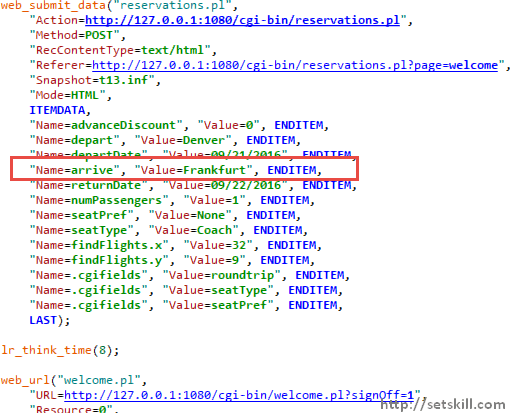 web_submit_data("reservations.pl",
"Action=http://127.0.0.1:1080/cgi-bin/reservations.pl",
"Method=POST",
"RecContentType=text/html",
"Referer=http://127.0.0.1:1080/cgi-bin/reservations.pl?page=welcome",
"Snapshot=t13.inf",
"Mode=HTML",
ITEMDATA,
"Name=advanceDiscount", "Value=0", ENDITEM,
"Name=depart", "Value=Denver", ENDITEM,
"Name=departDate", "Value=09/21/2016", ENDITEM,
"Name=arrive", "Value=Frankfurt", ENDITEM,
"Name=returnDate", "Value=09/22/2016", ENDITEM,
"Name=numPassengers", "Value=1", ENDITEM,
"Name=seatPref", "Value=None", ENDITEM,
"Name=seatType", "Value=Coach", ENDITEM,
"Name=findFlights.x", "Value=32", ENDITEM,
"Name=findFlights.y", "Value=9", ENDITEM,
"Name=.cgifields", "Value=roundtrip", ENDITEM,
"Name=.cgifields", "Value=seatType", ENDITEM,
"Name=.cgifields", "Value=seatPref", ENDITEM,
LAST);
lr_think_time(8);
web_url("welcome.pl",
"URL=http://127.0.0.1:1080/cgi-bin/welcome.pl?signOff=1",
"Resource=0",
http://setskill.com